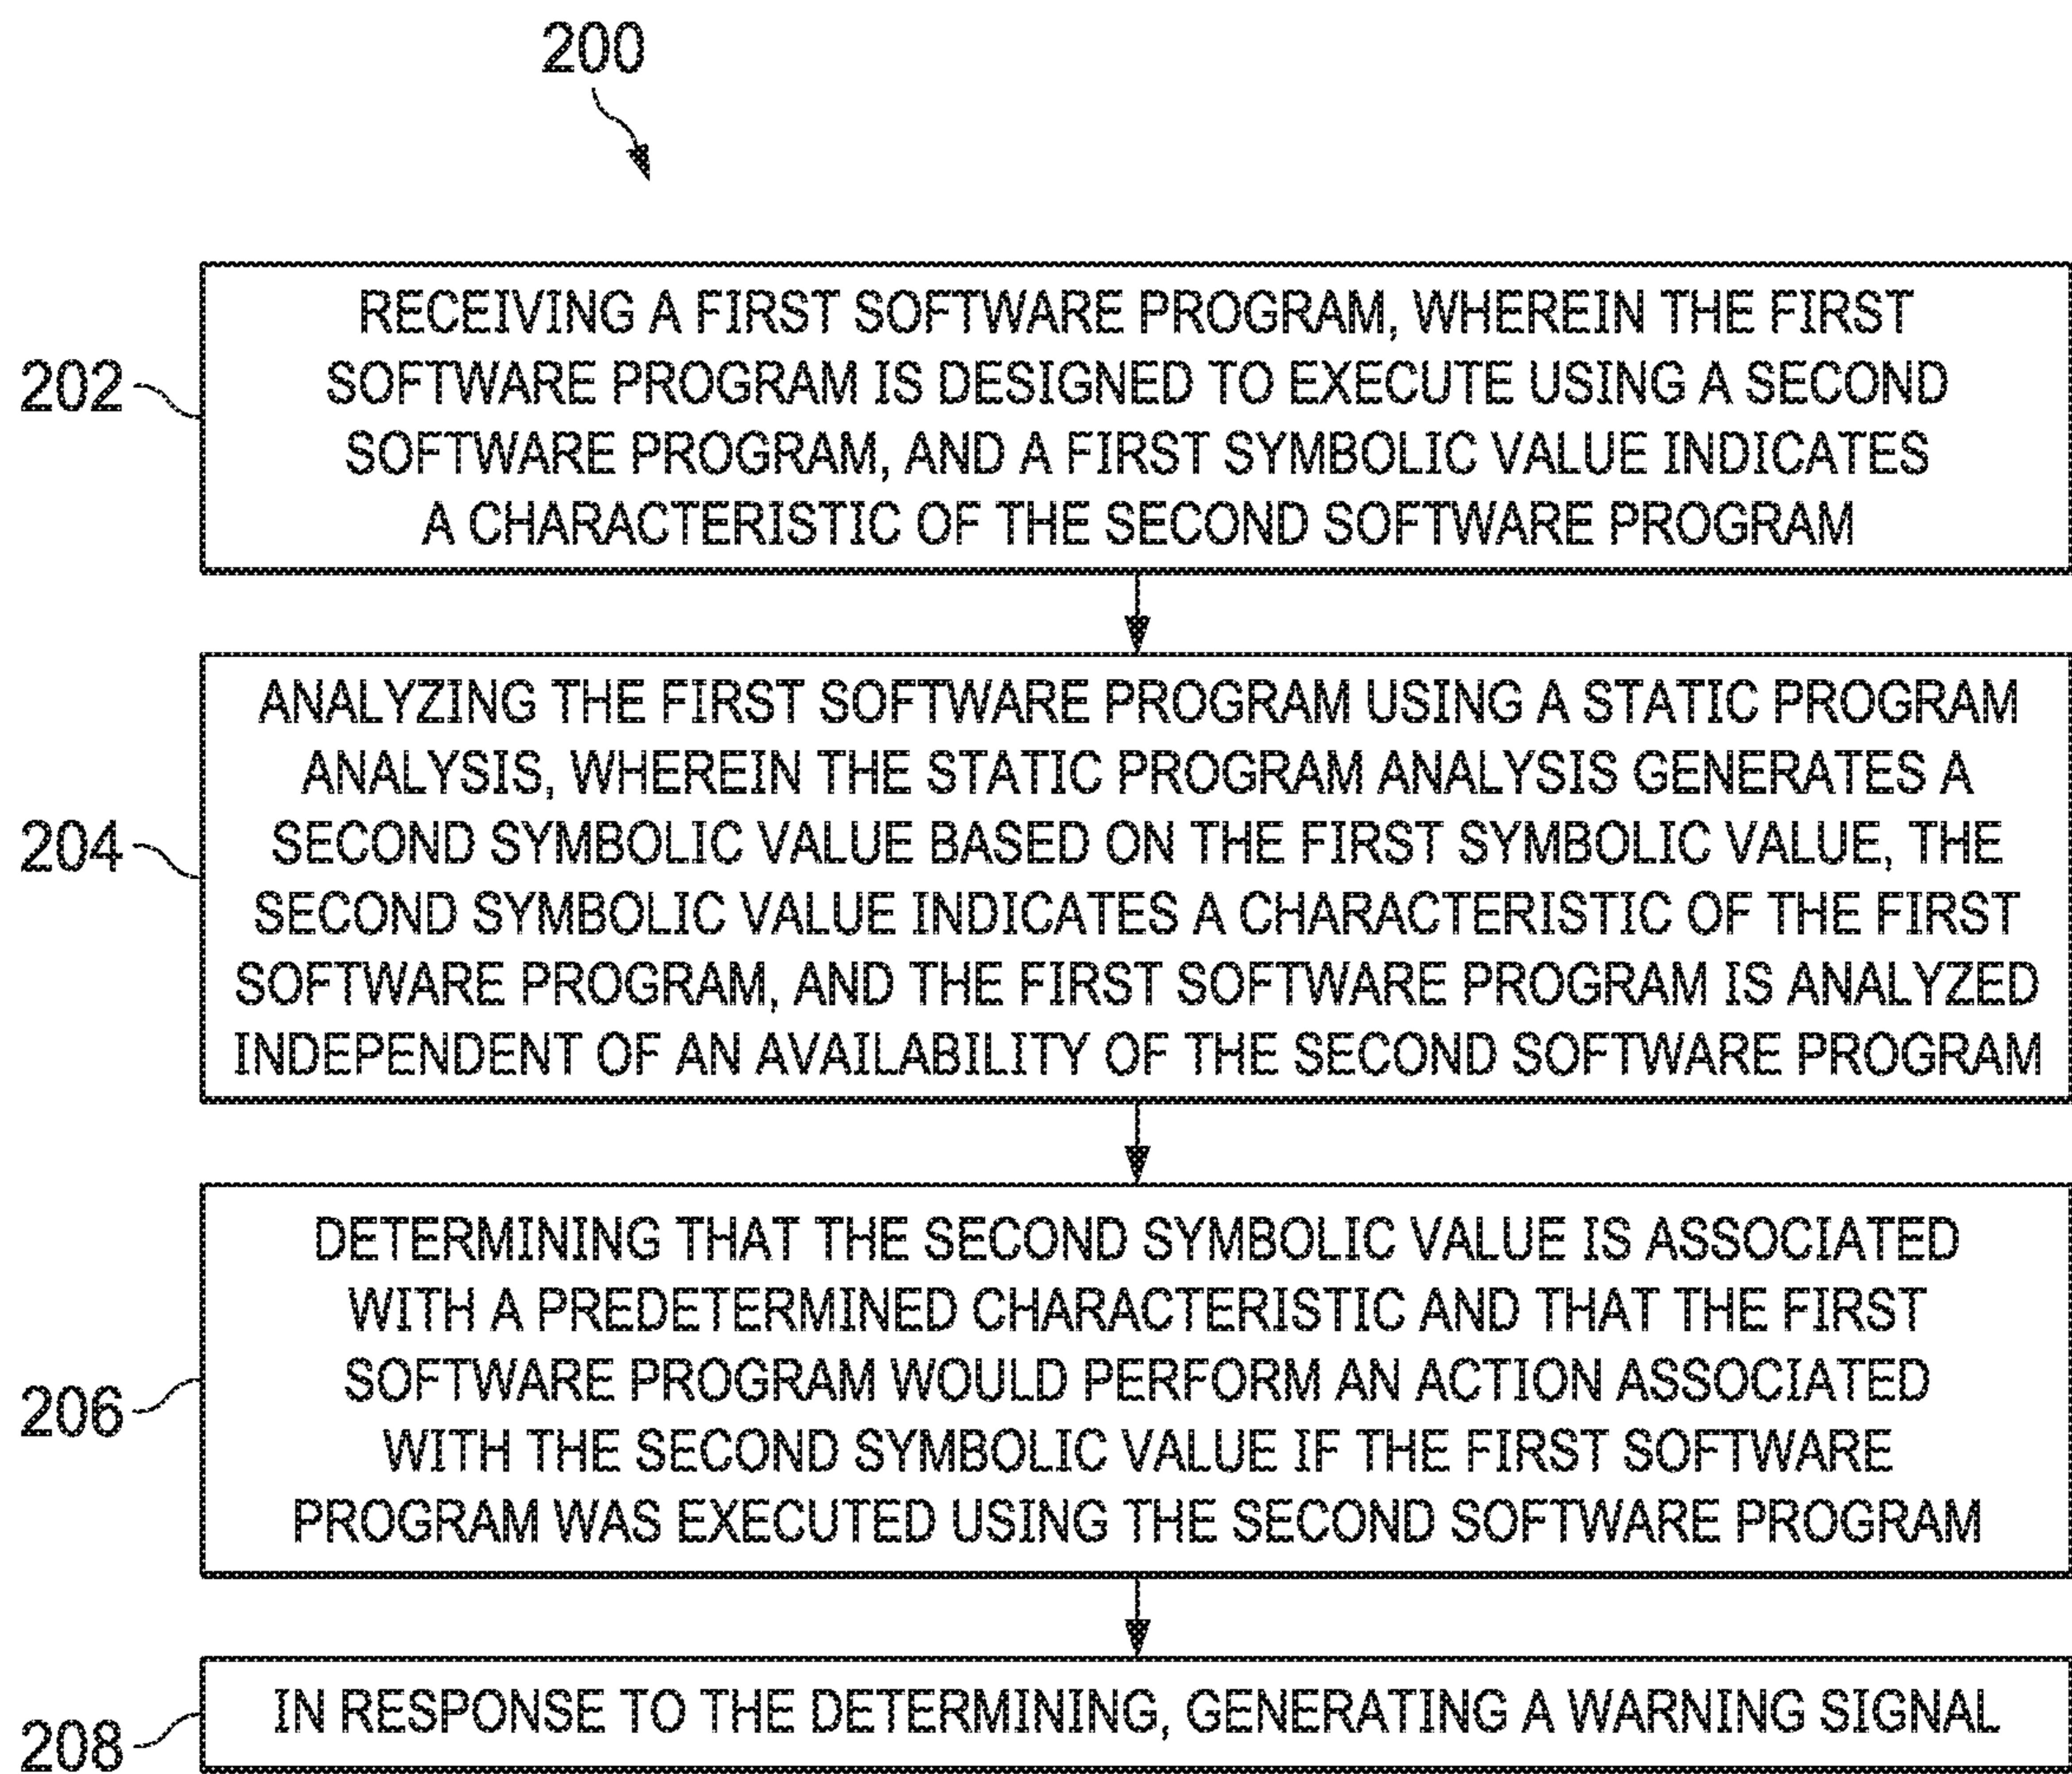 200
202
RECEIVING A FIRST SOFTWARE PROGRAM, WHEREIN THE FIRST
SOFTWARE PROGRAM IS DESIGNED TO EXECUTE USING A SECOND
SOFTWARE PROGRAM, AND A FIRST SYMBOLIC VALUE INDICATES
A CHARACTERISTIC OF THE SECOND SOFTWARE PROGRAM
204
ANALYZING THE FIRST SOFTWARE PROGRAM USING A STATIC PROGRAM
ANALYSIS, WHEREIN THE STATIC PROGRAM ANALYSIS GENERATES A
SECOND SYMBOLIC VALUE BASED ON THE FIRST SYMBOLIC VALUE, THE
SECOND SYMBOLIC VALUE INDICATES A CHARACTERISTIC OF THE FIRST
SOFTWARE PROGRAM, AND THE FIRST SOFTWARE PROGRAM IS ANALYZED
INDEPENDENT OF AN AVAILABILITY OF THE SECOND SOFTWARE PROGRAM
206
DETERMINING THAT THE SECOND SYMBOLIC VALUE IS ASSOCIATED
WITH A PREDETERMINED CHARACTERISTIC AND THAT THE FIRST
SOFTWARE PROGRAM WOULD PERFORM AN ACTION ASSOCIATED
WITH THE SECOND SYMBOLIC VALUE IF THE FIRST SOFTWARE
PROGRAM WAS EXECUTED USING THE SECOND SOFTWARE PROGRAM
208
IN RESPONSE TO THE DETERMINING, GENERATING A WARNING SIGNAL